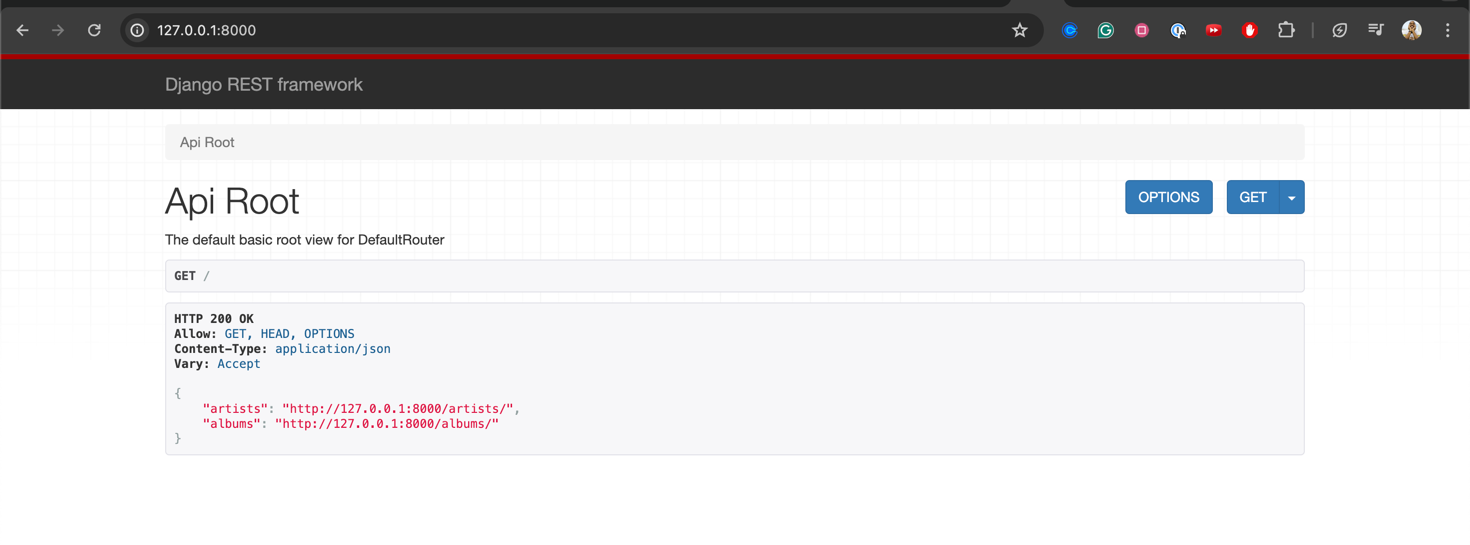 127.0.0.1:8000
Django REST framework
Api Root
Api Root
OPTIONS
GET
The default basic root view for DefaultRouter
GET /
HTTP 200 OK
Allow: GET, HEAD, OPTIONS
Content-Type: application/json
Vary: Accept
{
    "artists": "http://127.0.0.1:8000/artists/",
    "albums": "http://127.0.0.1:8000/albums/"
}